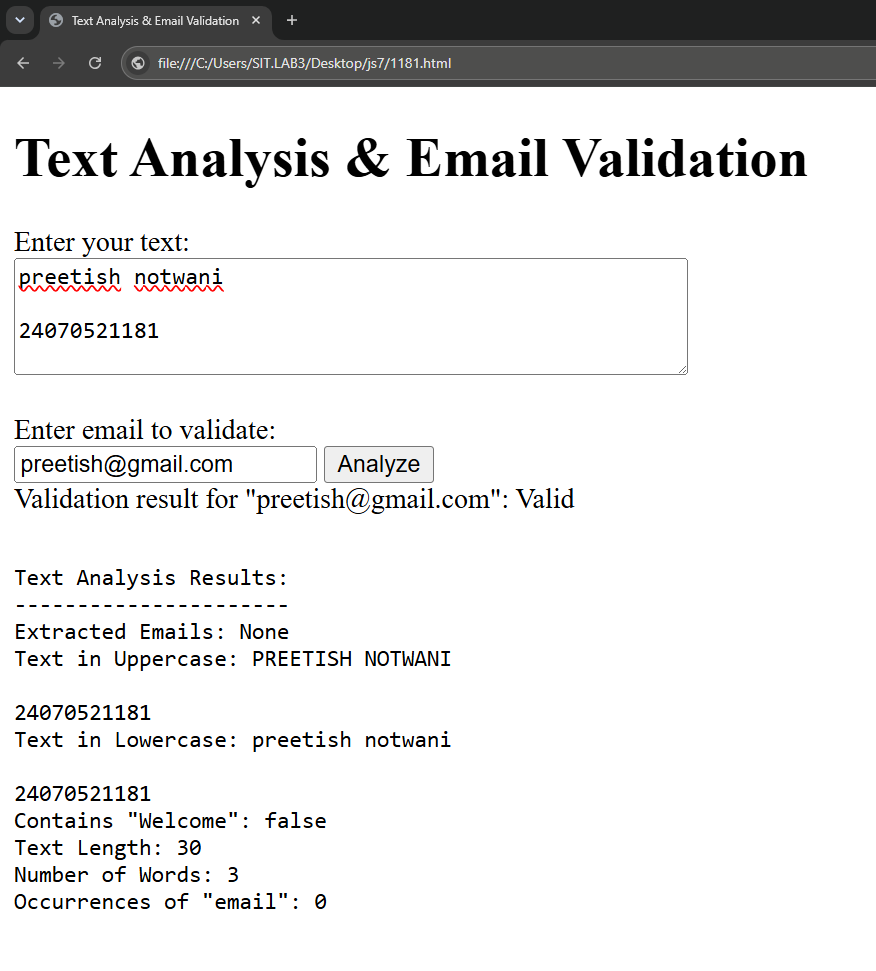 Text Analysis & Email Validation
file:///C:/Users/SIT.LAB3/Desktop/js7/1181.html
Text Analysis & Email Validation
Enter your text:
preetish notwani
24070521181
Enter email to validate:
preetish@gmail.com Analyze
Validation result for "preetish@gmail.com": Valid
Text Analysis Results:
----------------------
Extracted Emails: None
Text in Uppercase: PREETISH NOTWANI
24070521181
Text in Lowercase: preetish notwani
24070521181
Contains "Welcome": false
Text Length: 30
Number of Words: 3
Occurrences of "email": 0